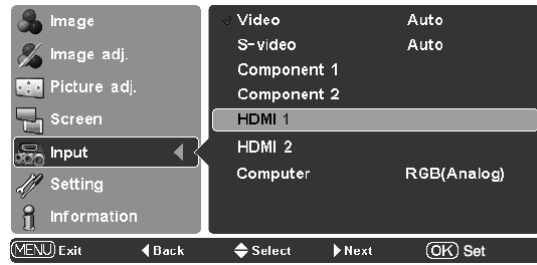 Image
Image adj.
Picture adj.
Screen
Input
Setting
Information
Video Auto
S-video Auto
Component 1
Component 2
HDMI 1
HDMI 2
Computer RGB(Analog)
MENU Exit Back Select Next OK Set